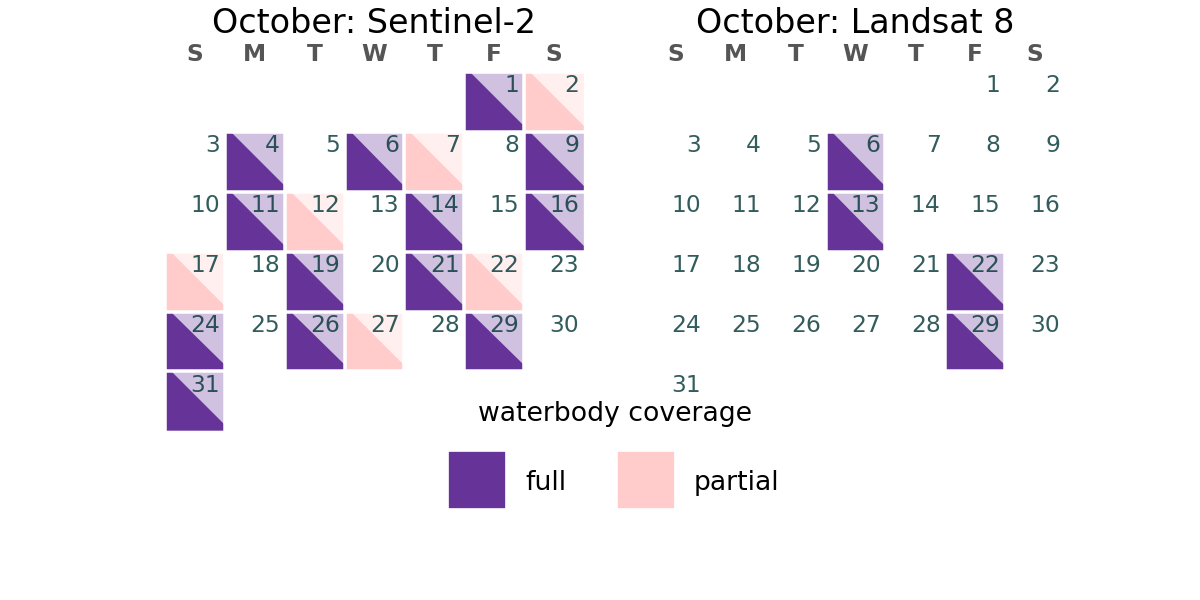 October: Sentinel-2
S M T W T F S
1 2
3 4 5 6 7 8 9
10 11 12 13 14 15 16
17 18 19 20 21 22 23
24 25 26 27 28 29 30
31
October: Landsat 8
S M T W T F S
1 2
3 4 5 6 7 8 9
10 11 12 13 14 15 16
17 18 19 20 21 22 23
24 25 26 27 28 29 30
31
waterbody coverage
full partial